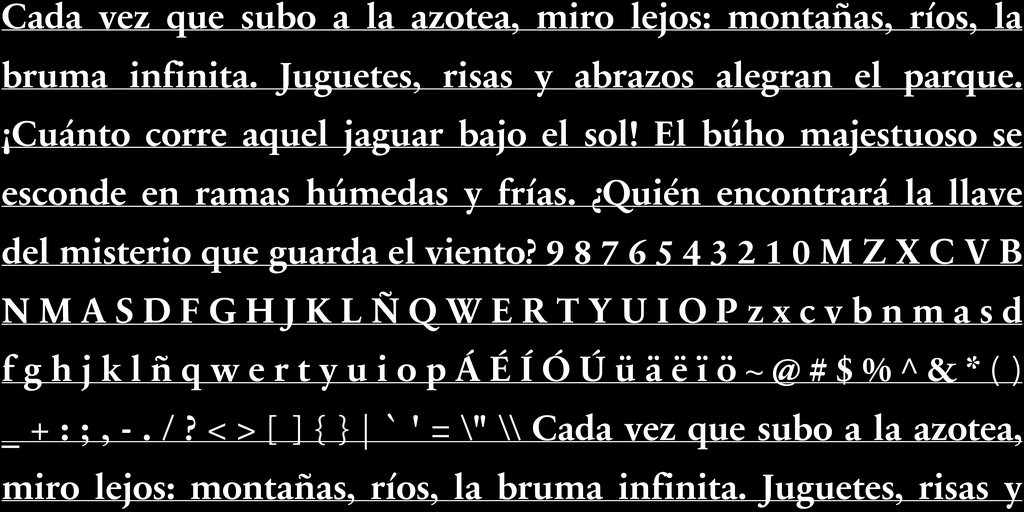 Cada vez que subo a la azotea, miro lejos: montañas, ríos, la
bruma infinita. Juguetes, risas y abrazos alegran el parque.
¡Cuánto corre aquel jaguar bajo el sol! El búho majestuoso se
esconde en ramas húmedas y frías. ¿Quién encontrará la llave
del misterio que guarda el viento? 9 8 7 6 5 4 3 2 1 0 M Z X C V B
N M A S D F G H J K L Ñ Q W E R T Y U I O P z x c v b n m a s d
f g h j k l ñ q w e r t y u i o p Á É Í Ó Ú ü ä ë ï ö ~ @ # $ % ^ & * ( )
_ + : ; , - . / ? < > [ ] { } | ` ' = \" \\ Cada vez que subo a la azotea,
miro lejos: montañas, ríos, la bruma infinita. Juguetes, risas y